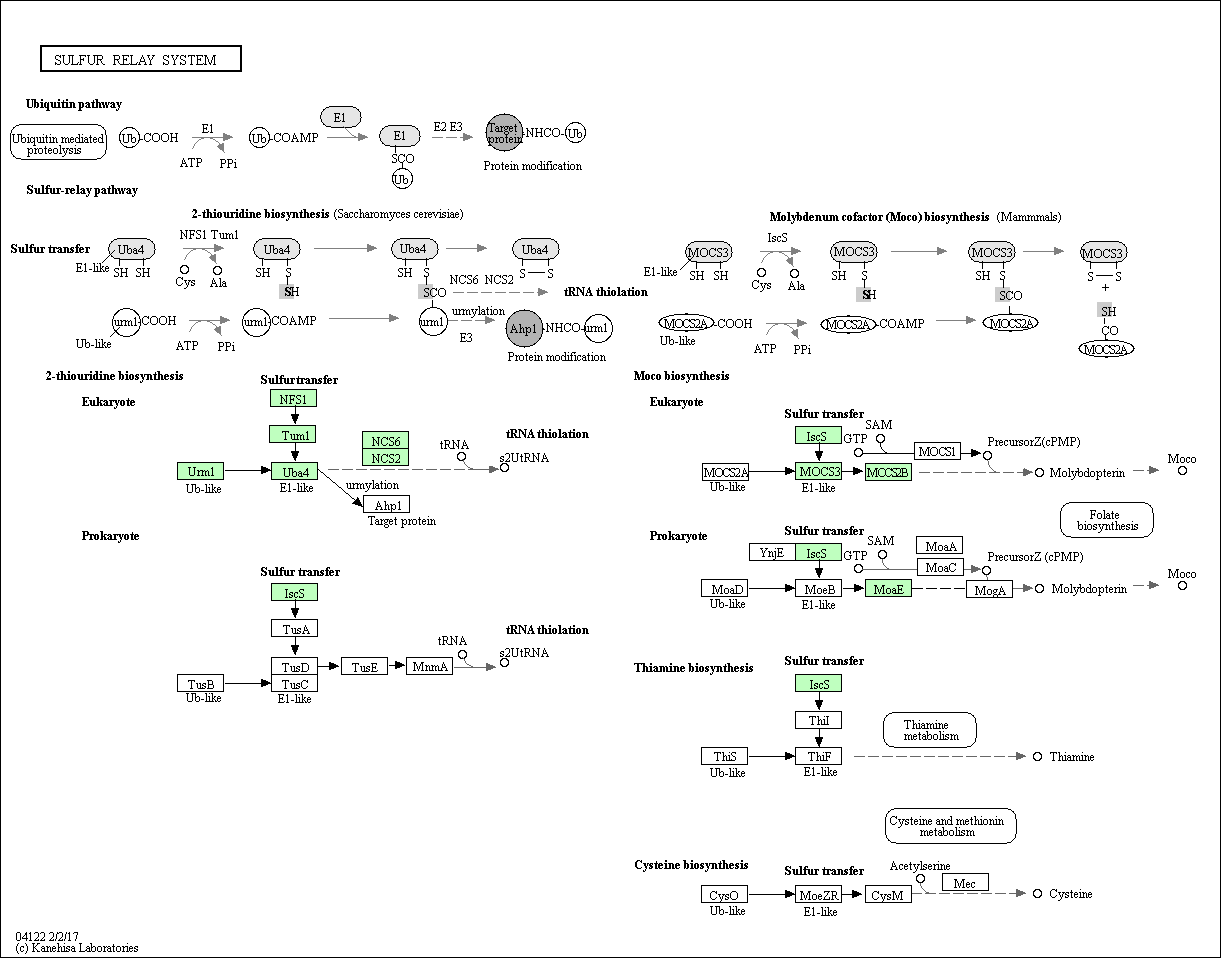 SULFUR RELAY SYSTEM
Ubiquitin pathway
Ubiquitin mediated
proteolysis
Ub-COOH
E1
ATP
PPi
Ub-COAMP
E1
E1
SCO
Ub
E2 E3
Target
protein
-NHCO-Ub
Protein modification
Sulfur-relay pathway
2-thiouridine biosynthesis (Saccharomyces cerevisiae)
Sulfur transfer
Uba4
E1-like
SH SH
NFS1 Tum1
Cys
Ala
Uba4
SH S
SH
Uba4
SH S
SCO
urm1
NCS6 NCS2
tRNA thiolation
Uba4
S—S
urm1-COOH
Ub-like
ATP
PPi
urm1-COAMP
urmylation
E3
Ahp1
-NHCO-urm1
Protein modification
Molybdenum cofactor (Moco) biosynthesis (Mammmals)
MOCS3
E1-like
SH SH
IscS
Cys
Ala
MOCS3
SH S
SH
MOCS3
SH S
SCO
MOCS2A
MOCS3
S—S
+
SH
CO
MOCS2A
MOCS2A-COOH
Ub-like
ATP
PPi
MOCS2A-COAMP
2-thiouridine biosynthesis
Eukaryote
Sulfur transfer
NFS1
Tum1
Urm1
Ub-like
Uba4
E1-like
NCS6
NCS2
tRNA
tRNA thiolation
s2UtRNA
urmylation
Ahp1
Target protein
Prokaryote
Sulfur transfer
IscS
TusA
TusD
TusC
E1-like
TusB
Ub-like
TusE
MnmA
tRNA
tRNA thiolation
s2UtRNA
Moco biosynthesis
Eukaryote
Sulfur transfer
IscS
GTP
SAM
MOCS1
PrecursorZ(cPMP)
MOCS2A
Ub-like
MOCS3
E1-like
MOCS2B
Molybdopterin
Moco
Folate
biosynthesis
Prokaryote
Sulfur transfer
YnjE
IscS
GTP
SAM
MoaA
MoaC
PrecursorZ (cPMP)
MoaD
Ub-like
MoeB
E1-like
MoaE
MogA
Molybdopterin
Moco
Thiamine biosynthesis
Sulfur transfer
IscS
ThiI
ThiS
Ub-like
ThiF
E1-like
Thiamine
metabolism
Thiamine
Cysteine and methionin
metabolism
Cysteine biosynthesis
Sulfur transfer
Acetylserine
CysO
Ub-like
MoeZR
E1-like
CysM
Mec
Cysteine
04122 2/2/17
(c) Kanehisa Laboratories